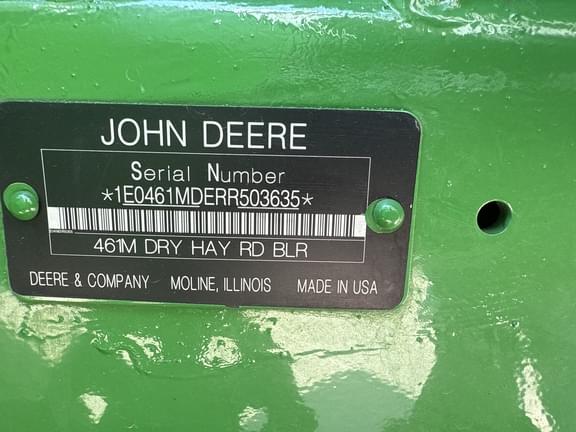 JOHN DEERE
Serial Number
*1E0461MDERR503635*
461M DRY HAY RD BLR
DEERE & COMPANY MOLINE, ILLINOIS MADE IN USA